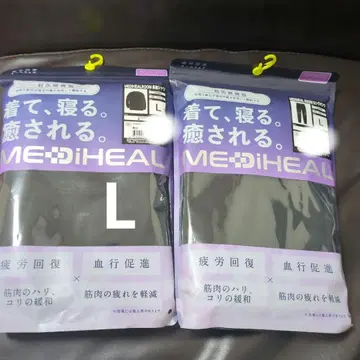 着て、寝る。
癒される。
MEDiHEAL
L
疲労回復 × 血行促進
筋肉のハリ、
コリの緩和
筋肉の疲れを軽減
着て、寝る。
癒される。
MEDiHEAL
疲労回復 × 血行促進
筋肉のハリ、
コリの緩和
筋肉の疲れを軽減